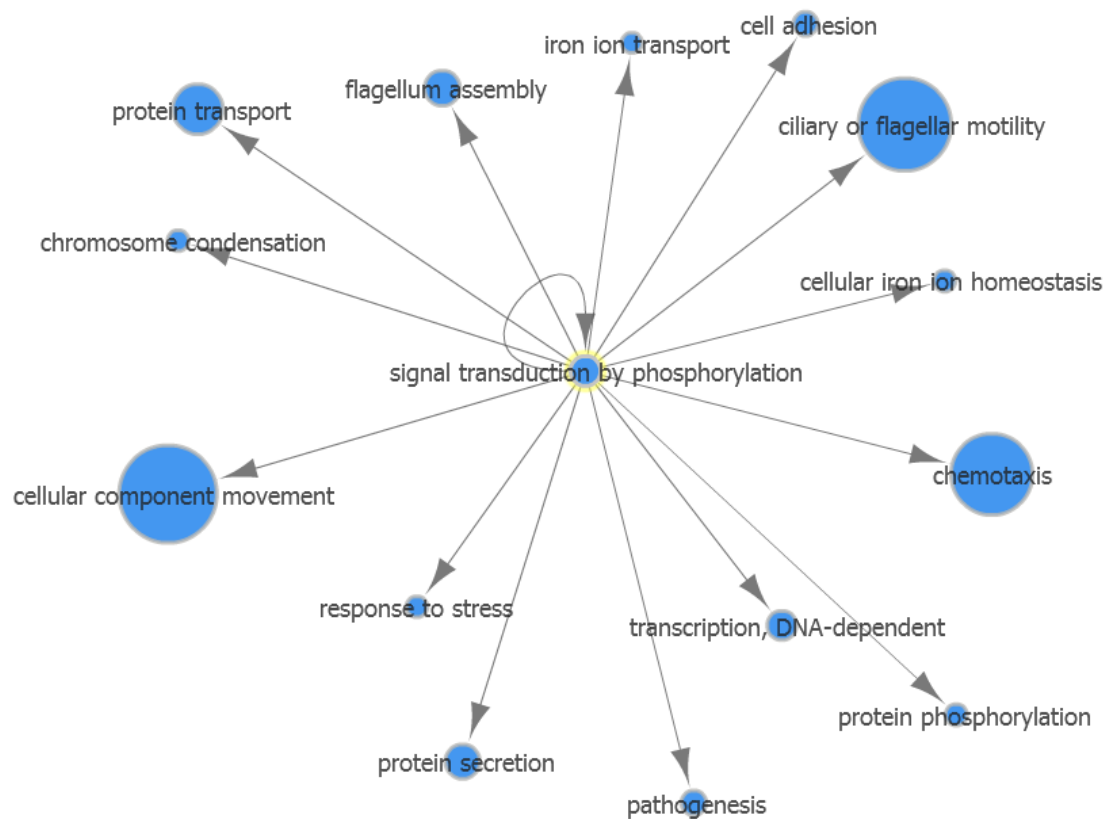 cell adhesion
iron ion transport
flagellum assembly
protein transport
ciliary or flagellar motility
chromosome condensation
cellular iron ion homeostasis
signal transduction by phosphorylation
chemotaxis
cellular component movement
response to stress
transcription, DNA-dependent
protein phosphorylation
protein secretion
pathogenesis